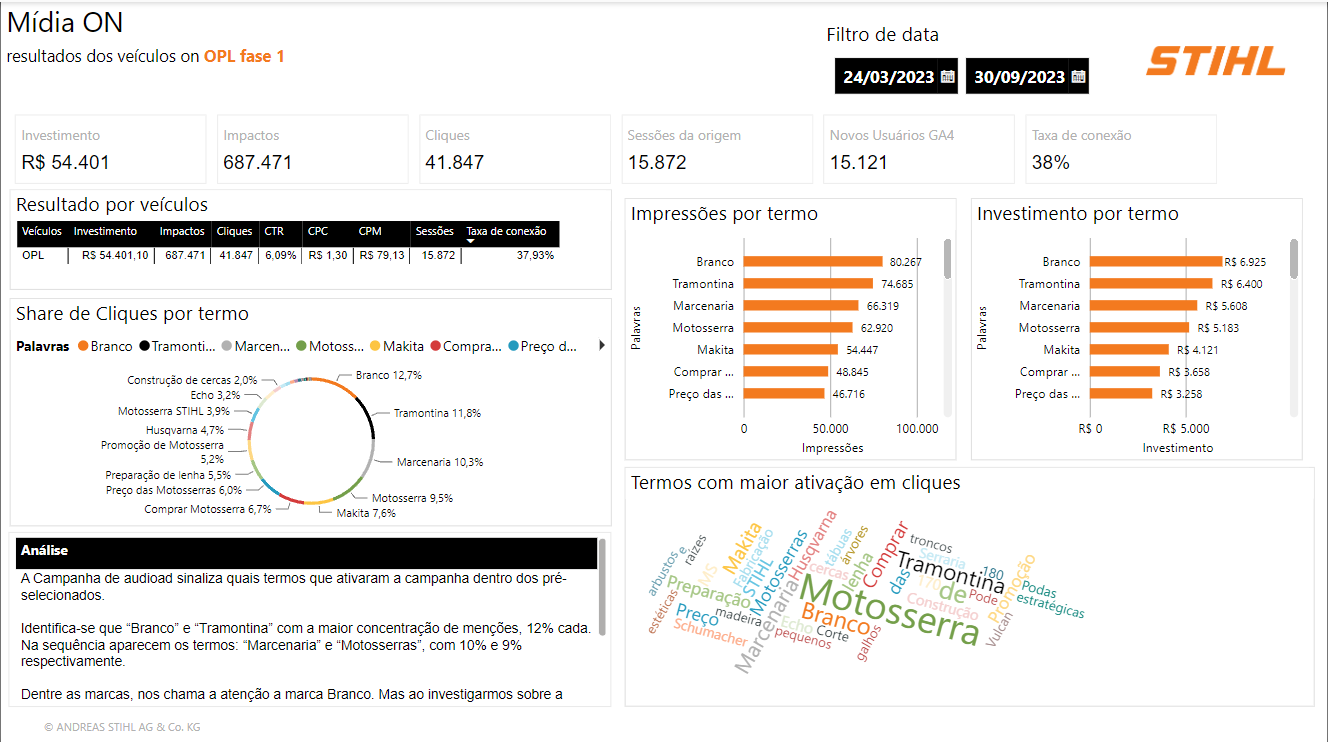 Mídia ON
resultados dos veículos on OPL fase 1
Filtro de data
24/03/2023
30/09/2023
STIHL
Investimento
R$ 54.401
Impactos
687.471
Cliques
41.847
Sessões da origem
15.872
Novos Usuários GA4
15.121
Taxa de conexão
38%
Resultado por veículos
Veículos Investimento Impactos Cliques CTR CPC CPM Sessões Taxa de conexão
OPL R$ 54.401,10 687.471 41.847 6,09% R$ 1,30 R$ 79,13 15.872 37,93%
Share de Cliques por termo
Palavras Branco Tramonti... Marcen... Motoss... Makita Compra... Preço d...
Branco 12,7%
Tramontina 11,8%
Marcenaria 10,3%
Motosserra 9,5%
Makita 7,6%
Comprar Motosserra 6,7%
Preço das Motosserras 6,0%
Preparação de lenha 5,5%
Promoção de Motosserra
5,2%
Husqvarna 4,7%
Motosserra STIHL 3,9%
Echo 3,2%
Construção de cercas 2,0%
Análise
A Campanha de audioad sinaliza quais termos que ativaram a campanha dentro dos pré-
selecionados.
Identifica-se que “Branco” e “Tramontina” com a maior concentração de menções, 12% cada.
Na sequência aparecem os termos: “Marcenaria” e “Motosserras”, com 10% e 9%
respectivamente.
Dentre as marcas, nos chama a atenção a marca Branco. Mas ao investigarmos sobre a
Impressões por termo
Palavras
Branco 80.267
Tramontina 74.685
Marcenaria 66.319
Motosserra 62.920
Makita 54.447
Comprar ... 48.845
Preço das ... 46.716
0 50.000 100.000
Impressões
Investimento por termo
Palavras
Branco R$ 6.925
Tramontina R$ 6.400
Marcenaria R$ 5.608
Motosserra R$ 5.183
Makita R$ 4.121
Comprar ... R$ 3.658
Preço das ... R$ 3.258
R$ 0 R$ 5.000
Investimento
Termos com maior ativação em cliques
arbustos e
raízes
Makita
Fabricação
STIHL
Motosserras
Husqvarna
tábuas
árvores
Comprar
troncos
Serraria
Tramontina
180
Promoção
Podas
estratégicas
MS
Preparação
cercas
lenha
das
170
de
Pode
estéticas
Preço
madeira
Marcenaria
Motosserra
Construção
Schumacher
Echo
Branco
Corte
pequenos
galhos
Vulcan
© ANDREAS STIHL AG & Co. KG